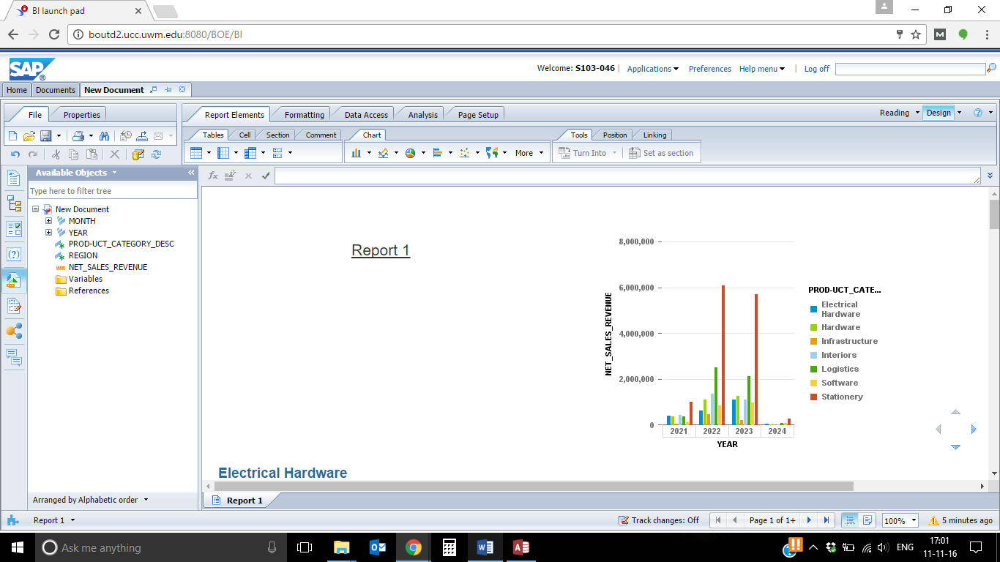 BI launch pad
boutd2.ucc.uwm.edu:8080/BOE/BI
M
SAP®
Welcome: S103-046 | Applications Preferences Help menu | Log off
Home Documents New Document
File Properties
Report Elements Formatting Data Access Analysis Page Setup
Reading Design ?
Tables Cell Section Comment
Chart
Tools Position Linking
More
Turn Into Set as section
Available Objects
Type here to filter tree
fx
New Document
MONTH
YEAR
PROD-UCT_CATEGORY_DESC
REGION
NET_SALES_REVENUE
Variables
References
Arranged by Alphabetic order
Report 1
8,000,000
6,000,000
4,000,000
2,000,000
0
NET_SALES_REVENUE
2021 2022 2023 2024
YEAR
PROD-UCT_CATE...
Electrical
Hardware
Hardware
Infrastructure
Interiors
Logistics
Software
Stationery
Electrical Hardware
Report 1
Report 1
Track changes: Off
Page 1 of 1+
100%
5 minutes ago
Ask me anything
ENG
17:01
11-11-16